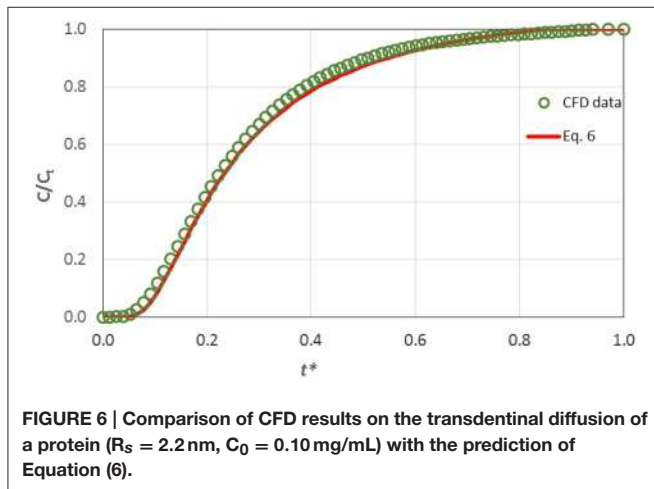 1.0
0.8
0.6
0.4
0.2
0.0
C/Cₜ
CFD data
Eq. 6
0.0 0.2 0.4 0.6 0.8 1.0
t*
FIGURE 6 | Comparison of CFD results on the transdentinal diffusion of
a protein (Rₛ = 2.2 nm, C₀ = 0.10 mg/mL) with the prediction of
Equation (6).